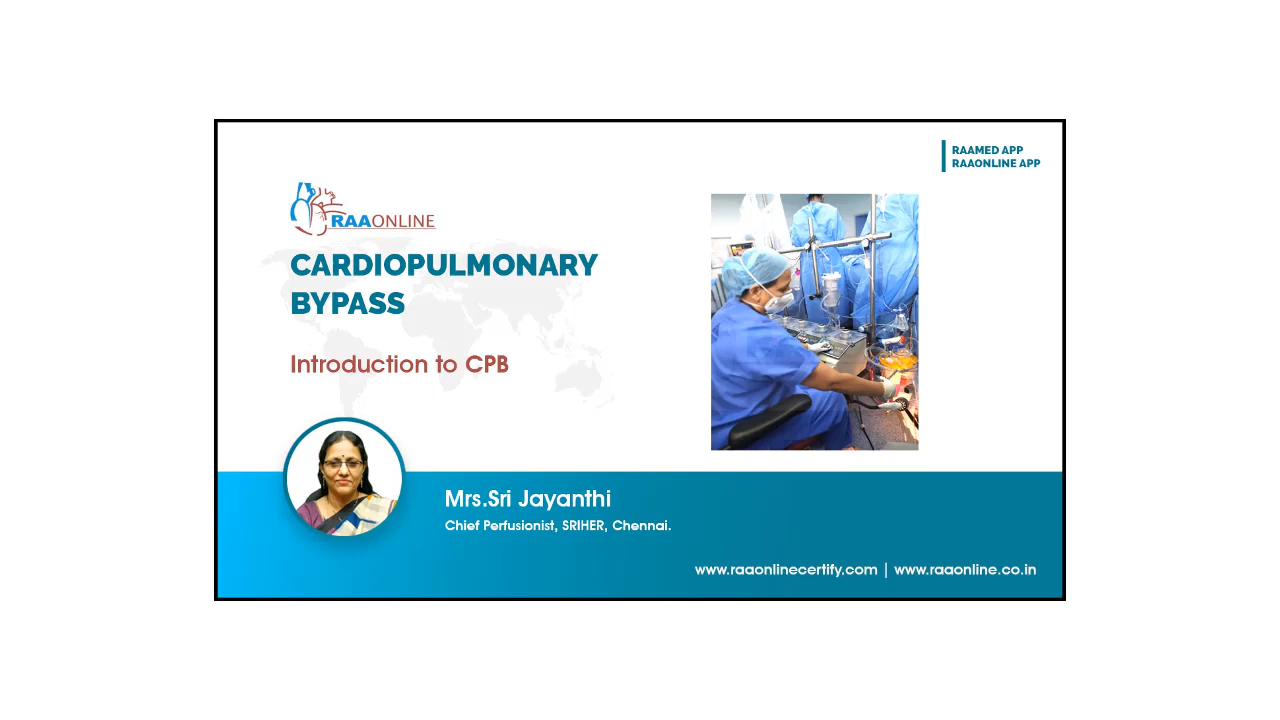 RAAMED APP
RAAONLINE APP
RAAONLINE
CARDIOPULMONARY
BYPASS
Introduction to CPB
Mrs.Sri Jayanthi
Chief Perfusionist, SRIHER, Chennai.
www.raaonlinecertify.com | www.raaonline.co.in